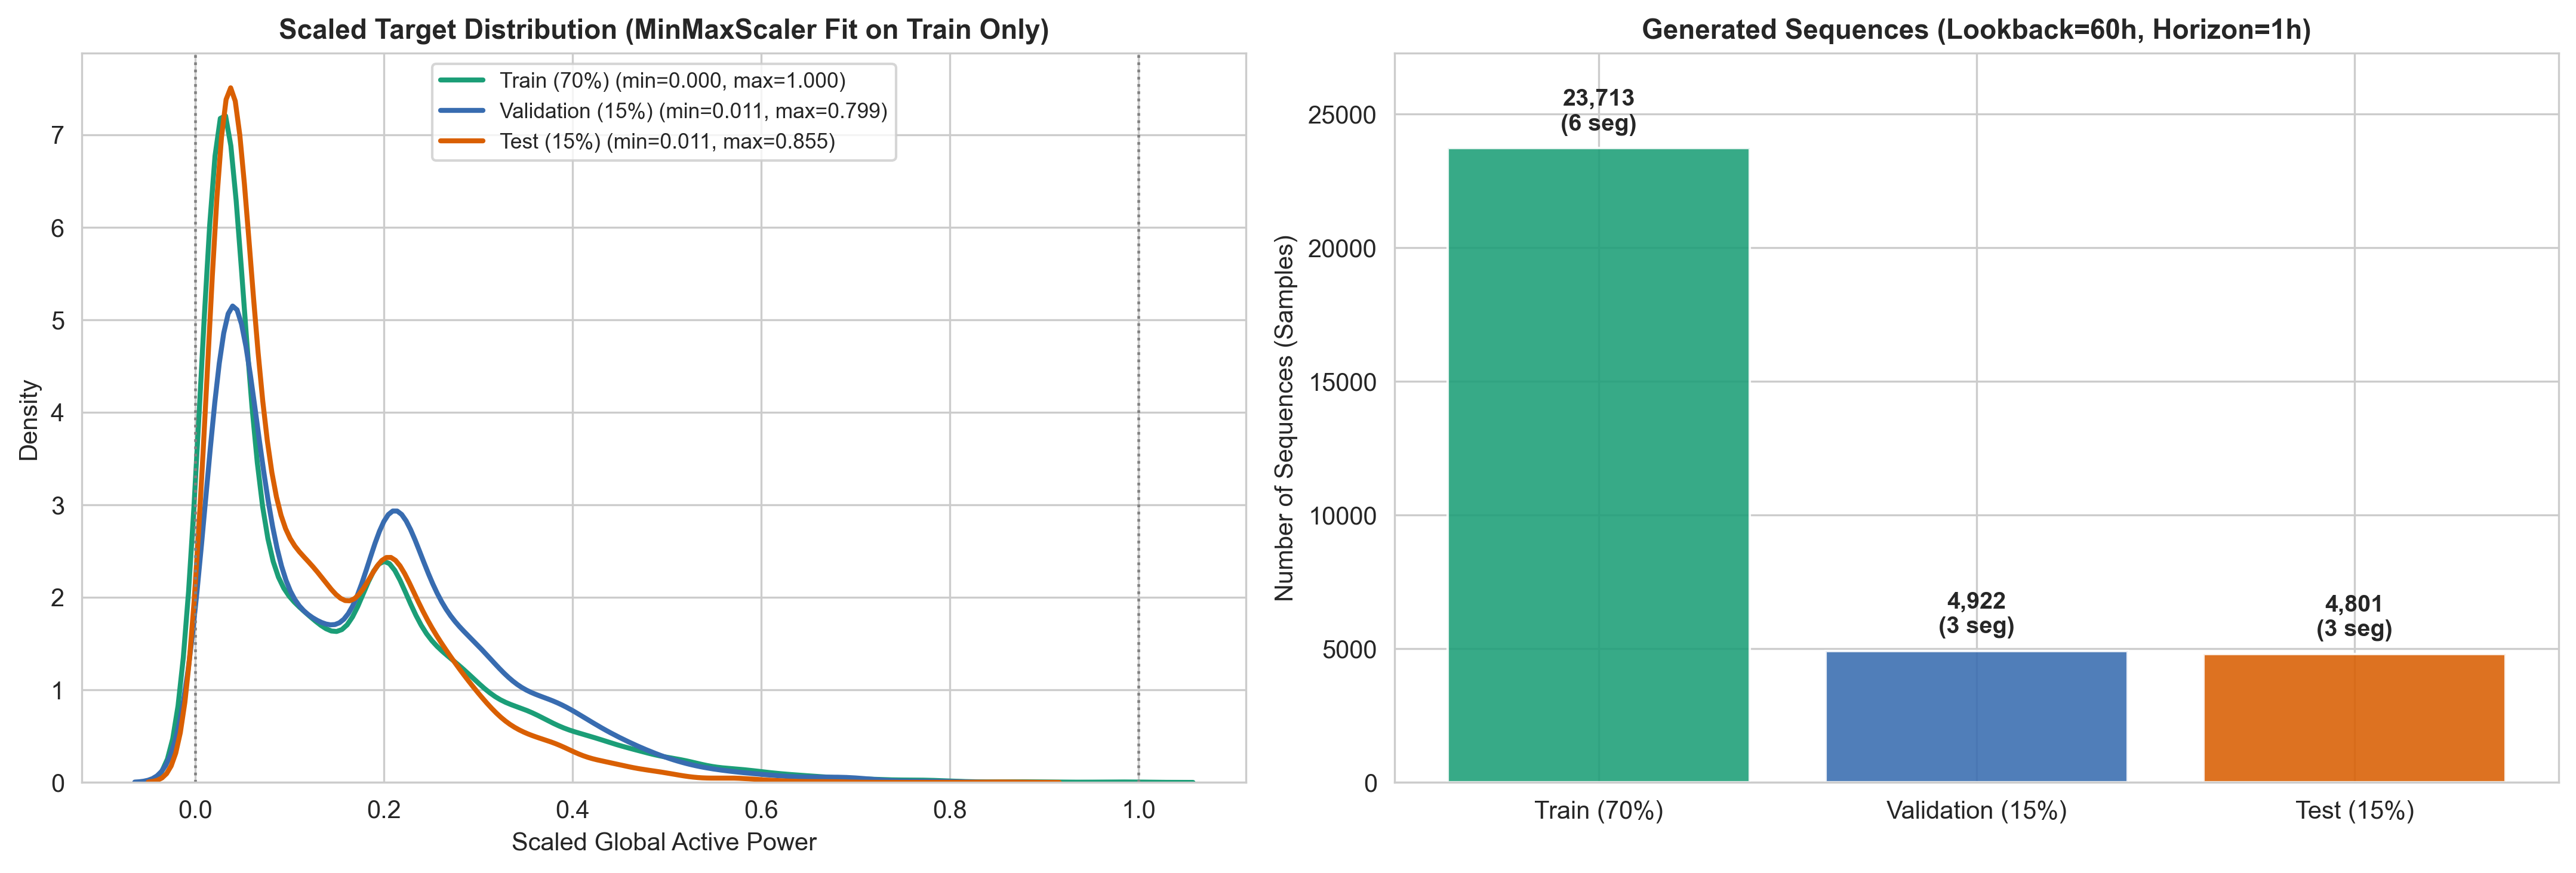 Scaled Target Distribution (MinMaxScaler Fit on Train Only)
Train (70%) (min=0.000, max=1.000)
Validation (15%) (min=0.011, max=0.799)
Test (15%) (min=0.011, max=0.855)
Density
7
6
5
4
3
2
1
0
0.0 0.2 0.4 0.6 0.8 1.0
Scaled Global Active Power
Generated Sequences (Lookback=60h, Horizon=1h)
Number of Sequences (Samples)
25000
20000
15000
10000
5000
0
23,713
(6 seg)
4,922
(3 seg)
4,801
(3 seg)
Train (70%) Validation (15%) Test (15%)